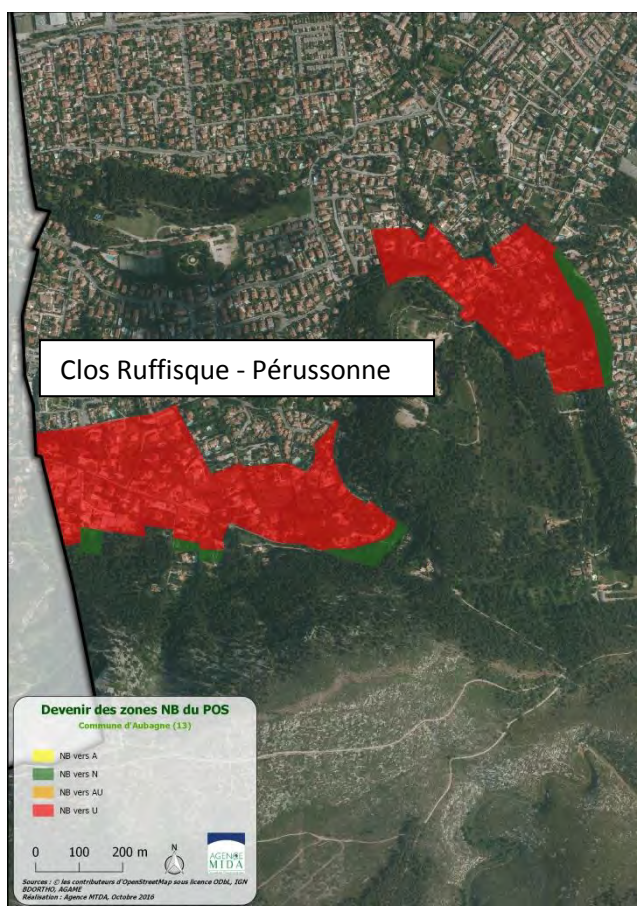 Clos Ruffisque - Pérussonne
Devenir des zones NB du POS
Commune d'Aubagne (13)
NB vers A
NB vers N
NB vers AU
NB vers U
0 100 200 m
N
AGENCE
MTDA
Sources : © les contributeurs d'OpenStreetMap sous licence ODbL, IGN
BDORTHO, AGAME
Réalisation : Agence MTDA, Octobre 2016